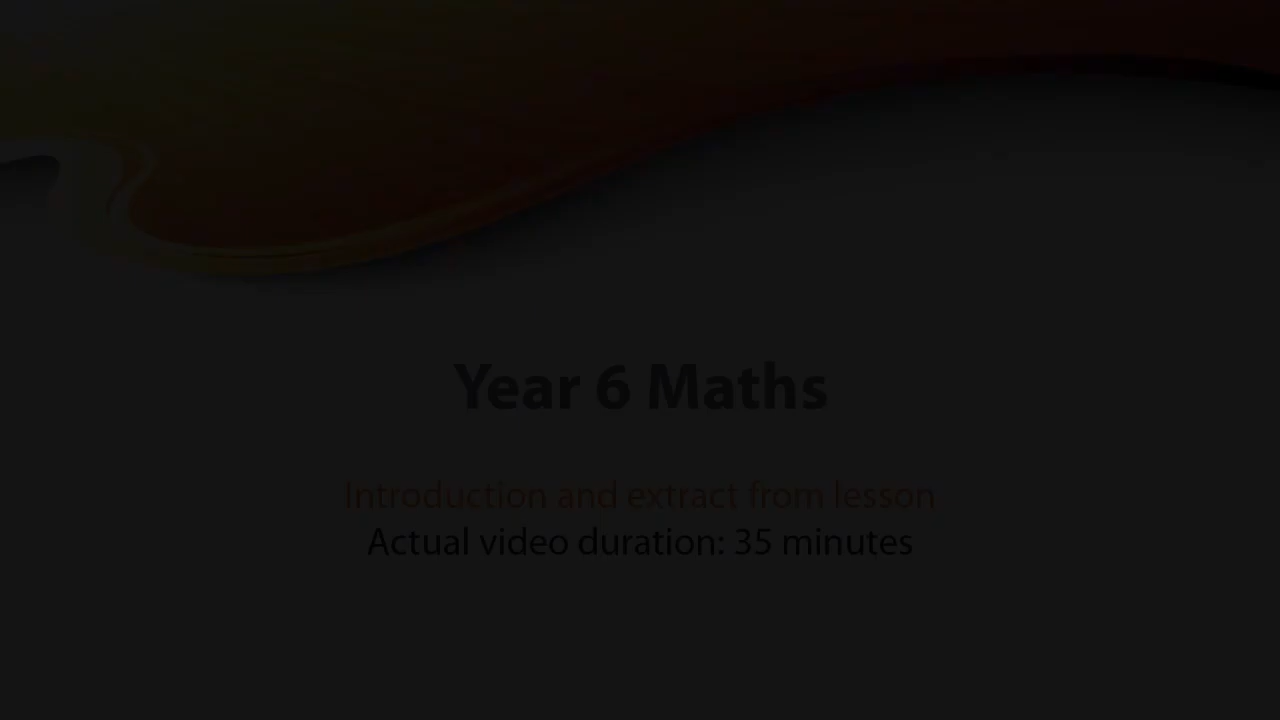 Year 6 Maths
Introduction and extract from lesson
Actual video duration: 35 minutes